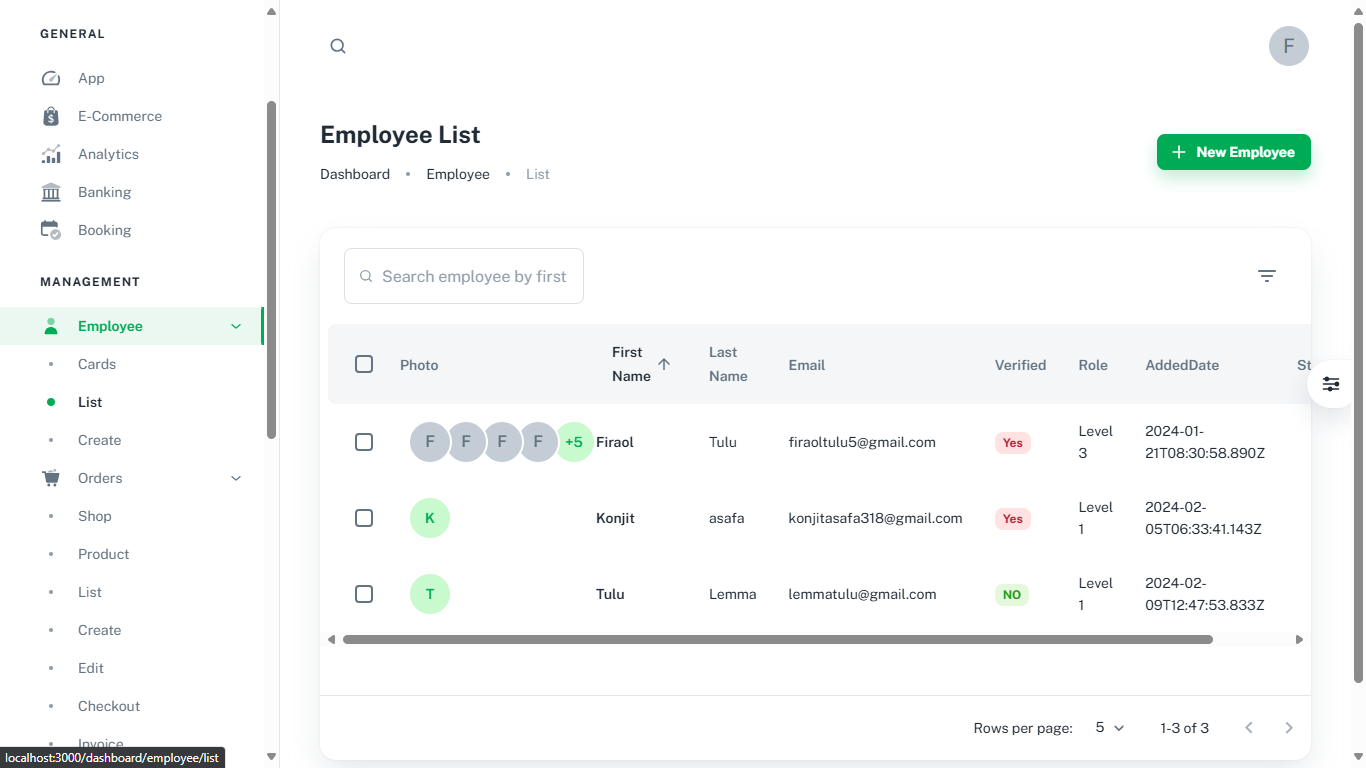 GENERAL
App
E-Commerce
Analytics
Banking
Booking
MANAGEMENT
Employee
Cards
List
Create
Orders
Shop
Product
List
Create
Edit
Checkout
Invoice
localhost:3000/dashboard/employee/list
F
Employee List
Dashboard • Employee • List
New Employee
Search employee by first
Photo First Name Last Name Email Verified Role AddedDate St
F F F F +5 Firaol Tulu firaoltulu5@gmail.com Yes Level 3 2024-01-21T08:30:58.890Z
K Konjit asafa konjitasafa318@gmail.com Yes Level 1 2024-02-05T06:33:41.143Z
T Tulu Lemma lemmatulu@gmail.com NO Level 1 2024-02-09T12:47:53.833Z
Rows per page: 5 1-3 of 3